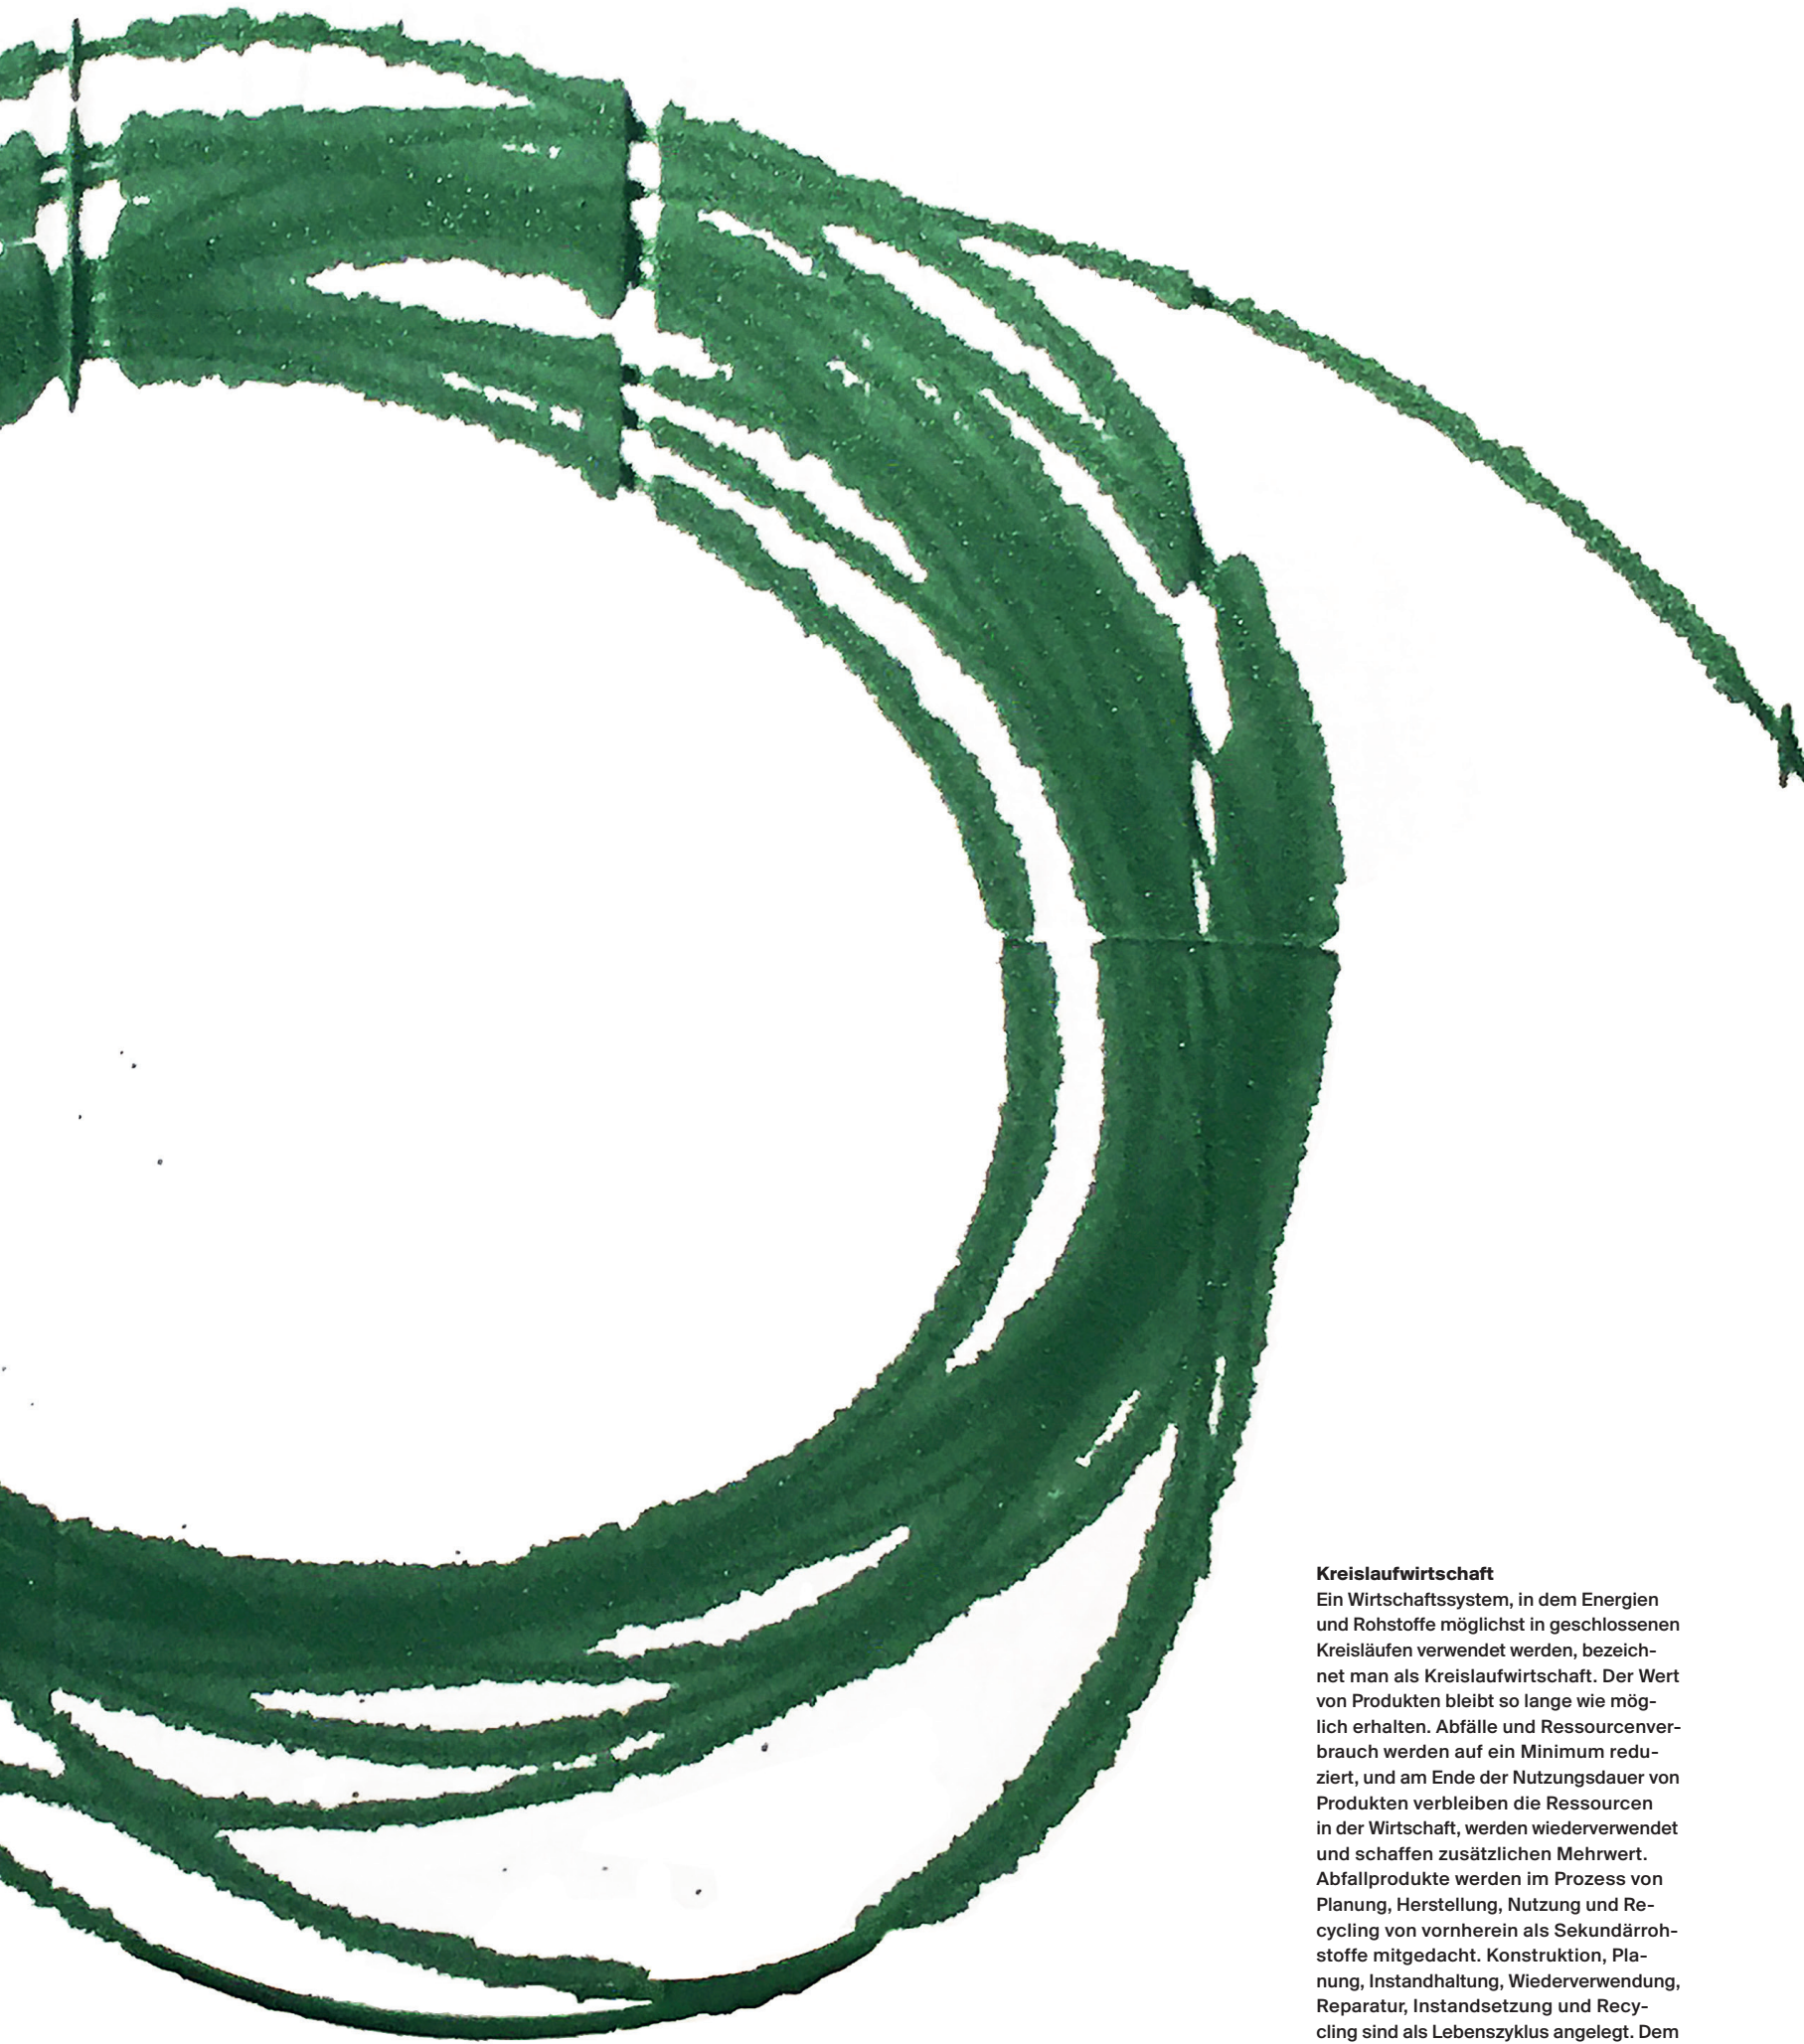 Kreislaufwirtschaft
Ein Wirtschaftssystem, in dem Energien
und Rohstoffe möglichst in geschlossenen
Kreisläufen verwendet werden, bezeich-
net man als Kreislaufwirtschaft. Der Wert
von Produkten bleibt so lange wie mög-
lich erhalten. Abfälle und Ressourcenver-
brauch werden auf ein Minimum redu-
ziert, und am Ende der Nutzungsdauer von
Produkten verbleiben die Ressourcen
in der Wirtschaft, werden wiederverwendet
und schaffen zusätzlichen Mehrwert.
Abfallprodukte werden im Prozess von
Planung, Herstellung, Nutzung und Re-
cycling von vornherein als Sekundärroh-
stoffe mitgedacht. Konstruktion, Pla-
nung, Instandhaltung, Wiederverwendung,
Reparatur, Instandsetzung und Recy-
cling sind als Lebenszyklus angelegt. Dem